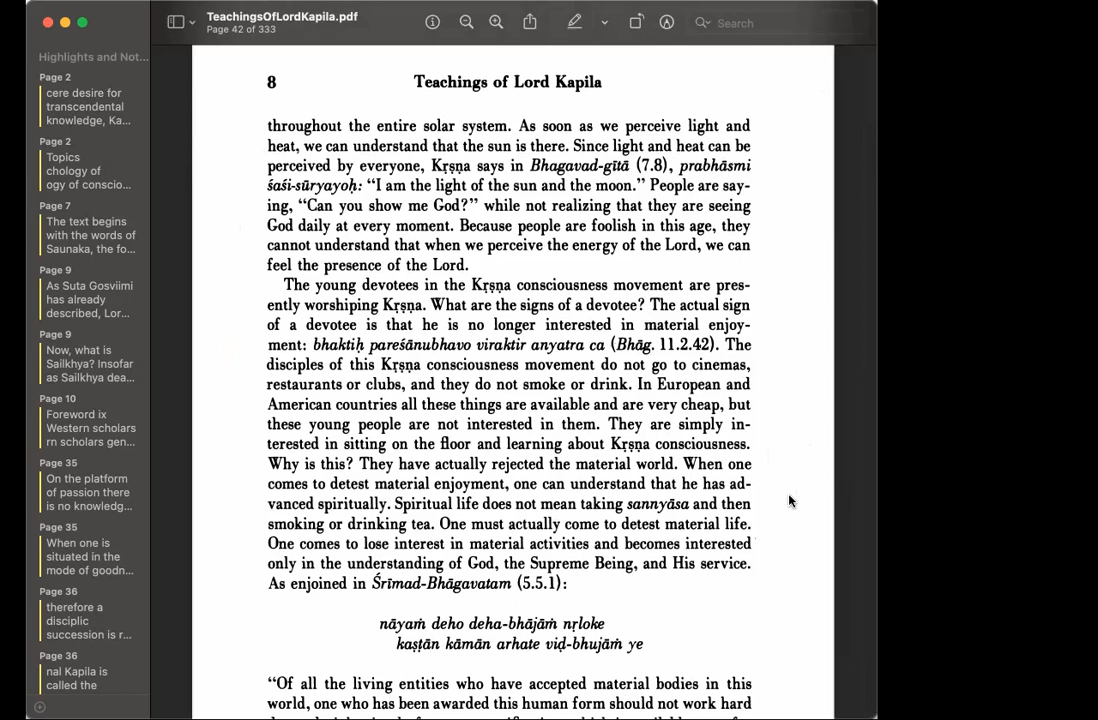 TeachingsOfLordKapila.pdf
Page 42 of 333
Search
Highlights and Not...
Page 2
cere desire for
transcendental
knowledge, Ka...
Page 2
Topics
chology of
ogy of conscio...
Page 7
The text begins
with the words of
Saunaka, the fo...
Page 9
As Suta Gosviimi
has already
described, Lor...
Page 9
Now, what is
Sailkhya? Insofar
as Sailkhya dea...
Page 10
Foreword ix
Western scholars
rn scholars gen...
Page 35
On the platform
of passion there
is no knowledg...
Page 35
When one is
situated in the
mode of goodn...
Page 36
therefore a
disciplic
succession is r...
Page 36
nal Kapila is
called the
8 Teachings of Lord Kapila
throughout the entire solar system. As soon as we perceive light and
heat, we can understand that the sun is there. Since light and heat can be
perceived by everyone, Kṛṣṇa says in Bhagavad-gītā (7.8), prabhāsmi
śaśi-sūryayoḥ: “I am the light of the sun and the moon.” People are say-
ing, “Can you show me God?” while not realizing that they are seeing
God daily at every moment. Because people are foolish in this age, they
cannot understand that when we perceive the energy of the Lord, we can
feel the presence of the Lord.
The young devotees in the Kṛṣṇa consciousness movement are pres-
ently worshiping Kṛṣṇa. What are the signs of a devotee? The actual sign
of a devotee is that he is no longer interested in material enjoy-
ment: bhaktiḥ pareśānubhavo viraktir anyatra ca (Bhāg. 11.2.42). The
disciples of this Kṛṣṇa consciousness movement do not go to cinemas,
restaurants or clubs, and they do not smoke or drink. In European and
American countries all these things are available and are very cheap, but
these young people are not interested in them. They are simply in-
terested in sitting on the floor and learning about Kṛṣṇa consciousness.
Why is this? They have actually rejected the material world. When one
comes to detest material enjoyment, one can understand that he has ad-
vanced spiritually. Spiritual life does not mean taking sannyāsa and then
smoking or drinking tea. One must actually come to detest material life.
One comes to lose interest in material activities and becomes interested
only in the understanding of God, the Supreme Being, and His service.
As enjoined in Śrīmad-Bhāgavatam (5.5.1):
nāyaṁ deho deha-bhājāṁ nṛloke
kaṣṭān kāmān arhate viḍ-bhujāṁ ye
“Of all the living entities who have accepted material bodies in this
world, one who has been awarded this human form should not work hard